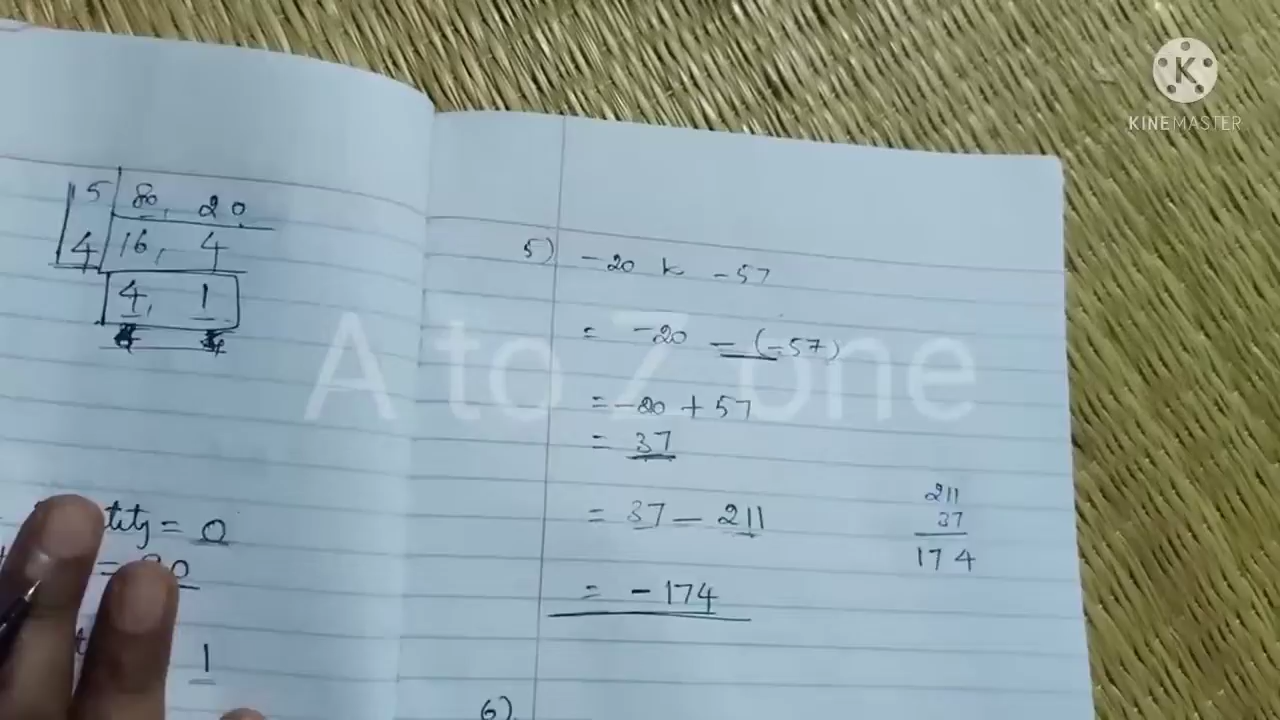 5 80, 20
4 16, 4
4, 1
tity = 0
1
5) -20 k -57
= -20 - (-57)
= -20 + 57
= 37
= 37 - 211
= -174
211
37
174
6).
A to Z one
KINEMASTER